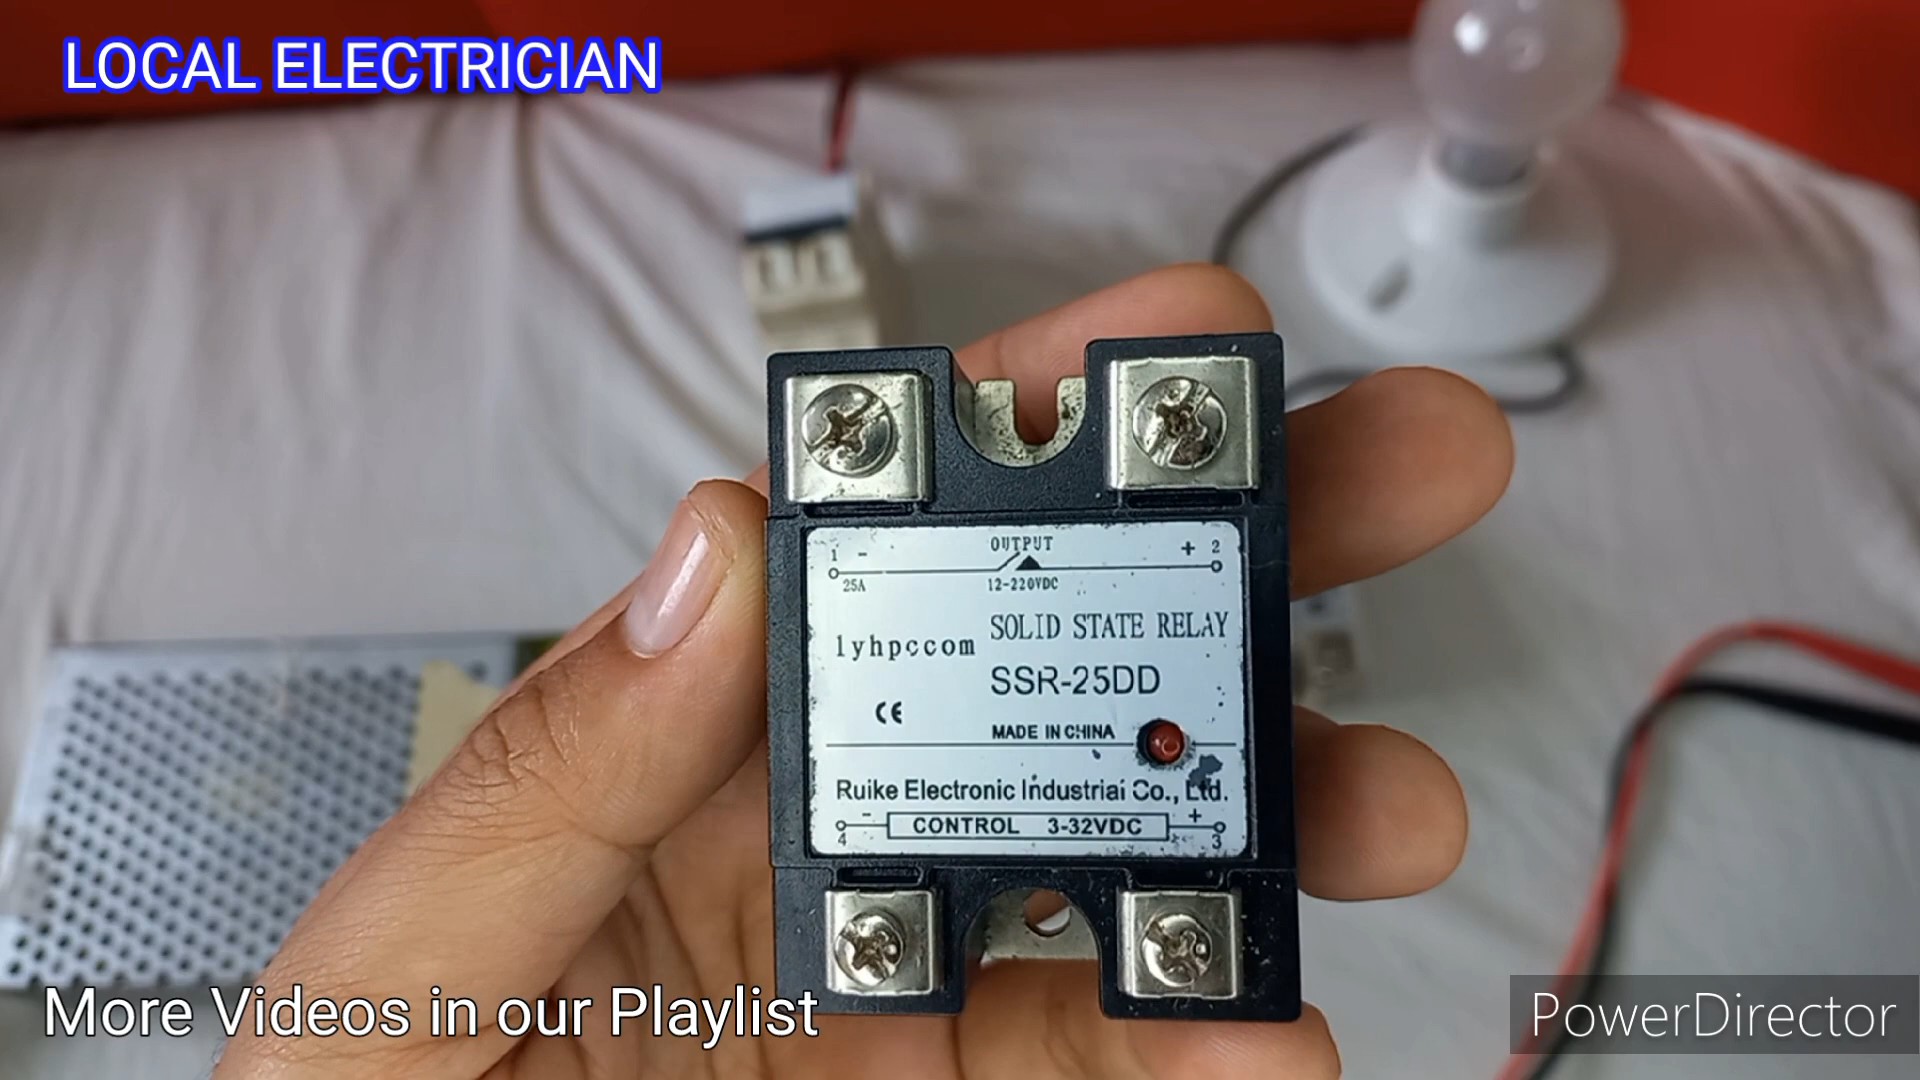 LOCAL ELECTRICIAN
1 - OUTPUT + 2
25A 12-220VDC
SOLID STATE RELAY
lyhpccom
SSR-25DD
CE
MADE IN CHINA
Ruike Electronic Industriai Co., Ltd.
- +
4 CONTROL 3-32VDC 3
More Videos in our Playlist
PowerDirector